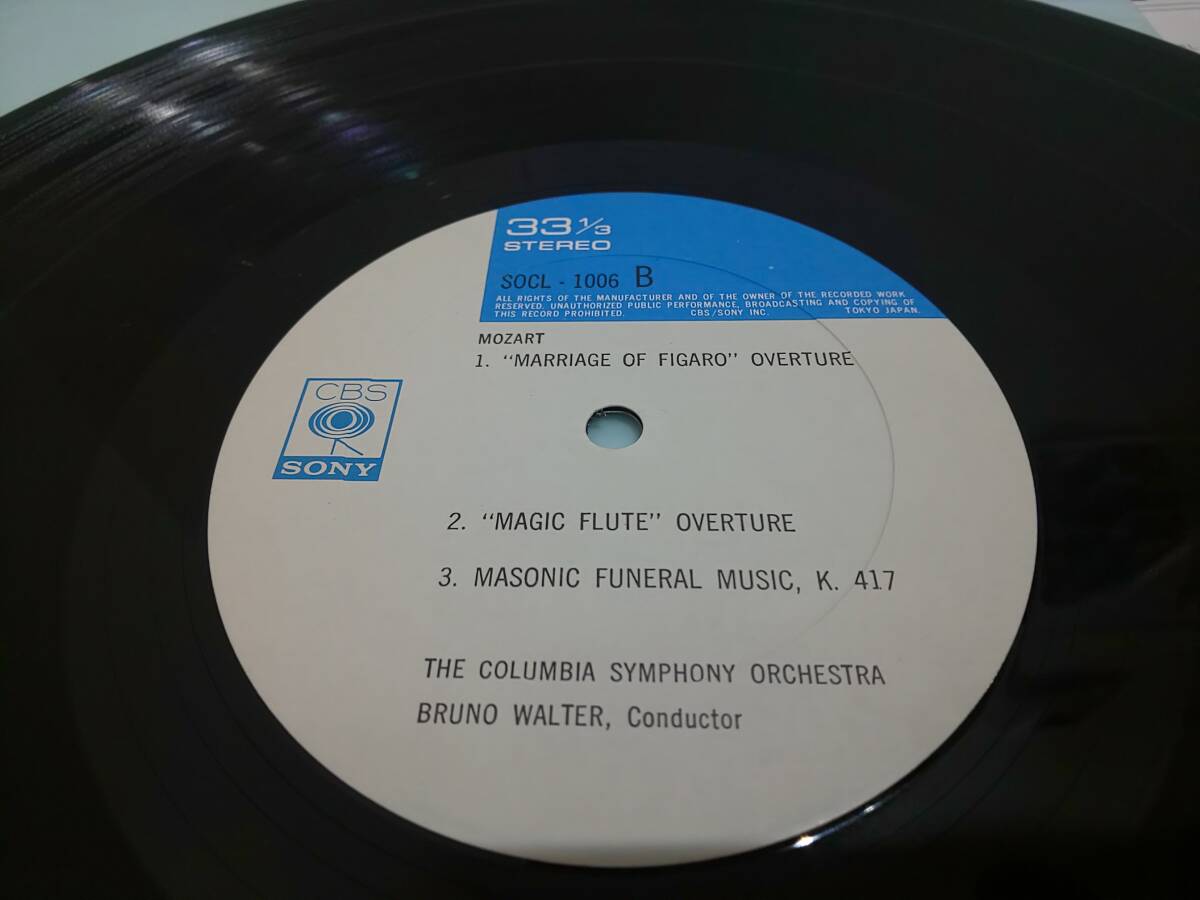 33 1/3
STEREO
SOCL - 1006 B
ALL RIGHTS OF THE MANUFACTURER AND OF THE OWNER OF THE RECORDED WORK
RESERVED. UNAUTHORIZED PUBLIC PERFORMANCE, BROADCASTING AND COPYING OF
THIS RECORD PROHIBITED. CBS/SONY INC. TOKYO JAPAN.
MOZART
1. "MARRIAGE OF FIGARO" OVERTURE
CBS
SONY
2. "MAGIC FLUTE" OVERTURE
3. MASONIC FUNERAL MUSIC, K. 417
THE COLUMBIA SYMPHONY ORCHESTRA
BRUNO WALTER, Conductor